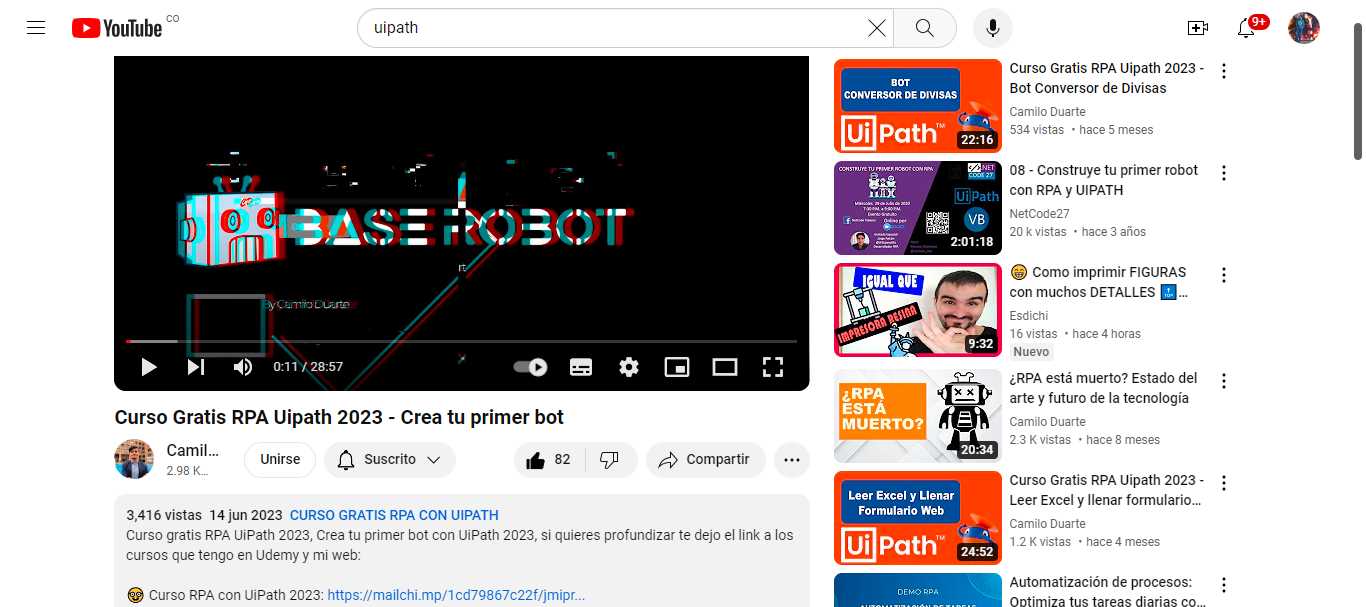 YouTube CO
uipath
9+
BASE ROBOT
By Camilo Duarte
0:11 / 28:57
Curso Gratis RPA Uipath 2023 - Crea tu primer bot
Camil...
2.98 K...
Unirse
Suscrito
82
Compartir
3,416 vistas 14 jun 2023 CURSO GRATIS RPA CON UIPATH
Curso gratis RPA UiPath 2023, Crea tu primer bot con UiPath 2023, si quieres profundizar te dejo el link a los
cursos que tengo en Udemy y mi web:
🤓 Curso RPA con UiPath 2023: https://mailchi.mp/1cd79867c22f/jmipr...
BOT
CONVERSOR DE DIVISAS
UiPath™
22:16
Curso Gratis RPA Uipath 2023 -
Bot Conversor de Divisas
Camilo Duarte
534 vistas • hace 5 meses
CONSTRUYE TU PRIMER ROBOT CON RPA
.NET
CODE 27
UiPath
VB
2:01:18
08 - Construye tu primer robot
con RPA y UIPATH
NetCode27
20 k vistas • hace 3 años
IGUAL QUE
IMPRESORA RESINA
9:32
😁 Como imprimir FIGURAS
con muchos DETALLES 🔝...
Esdichi
16 vistas • hace 4 horas
Nuevo
¿RPA
ESTÁ
MUERTO?
20:34
¿RPA está muerto? Estado del
arte y futuro de la tecnología
Camilo Duarte
2.3 K vistas • hace 8 meses
Leer Excel y Llenar
Formulario Web
UiPath™
24:52
Curso Gratis RPA Uipath 2023 -
Leer Excel y llenar formulario...
Camilo Duarte
1.2 K vistas • hace 4 meses
DEMO RPA
AUTOMATIZACIÓN DE TAREAS
Automatización de procesos:
Optimiza tus tareas diarias co...